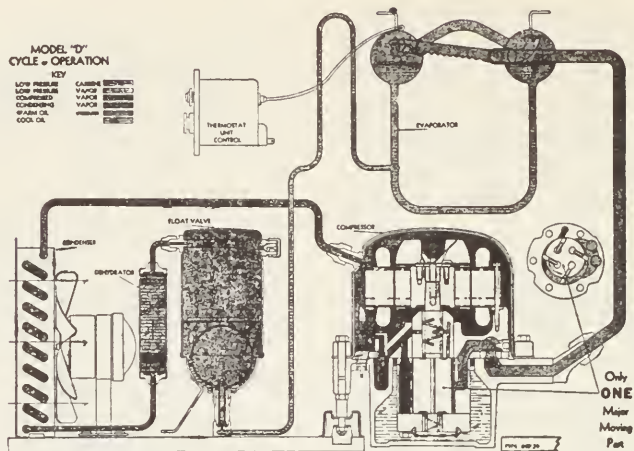 MODEL "D"
CYCLE of OPERATION
KEY
LOW PRESSURE CARRENE
LOW PRESSURE VAPOR
COMPRESSED VAPOR
CONDENSING VAPOR
WARM OIL
COOL OIL
THERMOSTAT
UNIT
CONTROL
EVAPORATOR
FLOAT VALVE
COMPRESSOR
CONDENSER
DEHYDRATOR
Only
ONE
Major
Moving
Part